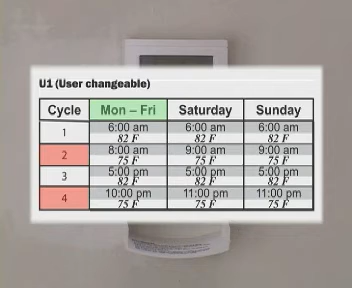 U1 (User changeable)
Cycle Mon – Fri Saturday Sunday
1 6:00 am 6:00 am 6:00 am
82 F 82 F 82 F
2 8:00 am 9:00 am 9:00 am
75 F 75 F 75 F
3 5:00 pm 5:00 pm 5:00 pm
82 F 82 F 82 F
4 10:00 pm 11:00 pm 11:00 pm
75 F 75 F 75 F